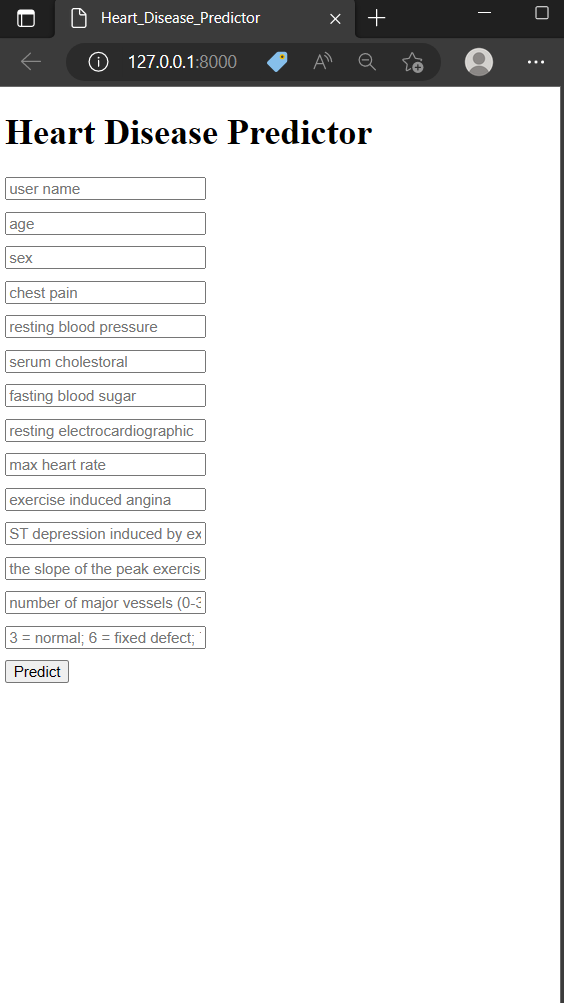 Heart_Disease_Predictor
127.0.0.1:8000
Heart Disease Predictor
user name
age
sex
chest pain
resting blood pressure
serum cholestoral
fasting blood sugar
resting electrocardiographic
max heart rate
exercise induced angina
ST depression induced by ex
the slope of the peak exercis
number of major vessels (0-3
3 = normal; 6 = fixed defect;
Predict